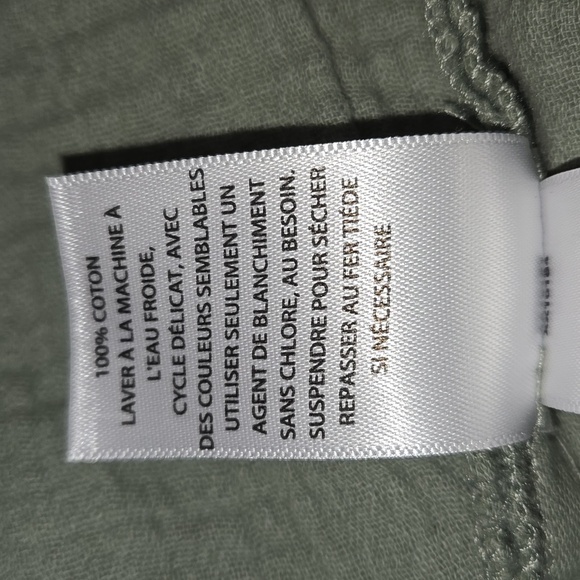 100% COTON
LAVER À LA MACHINE A
L'EAU FROIDE,
CYCLE DÉLICAT, AVEC
DES COULEURS SEMBLABLES
UTILISER SEULEMENT UN
AGENT DE BLANCHIMENT
SANS CHLORE, AU BESOIN.
SUSPENDRE POUR SÉCHER
REPASSER AU FER TIÉDE
SI NÉCESSAIRE